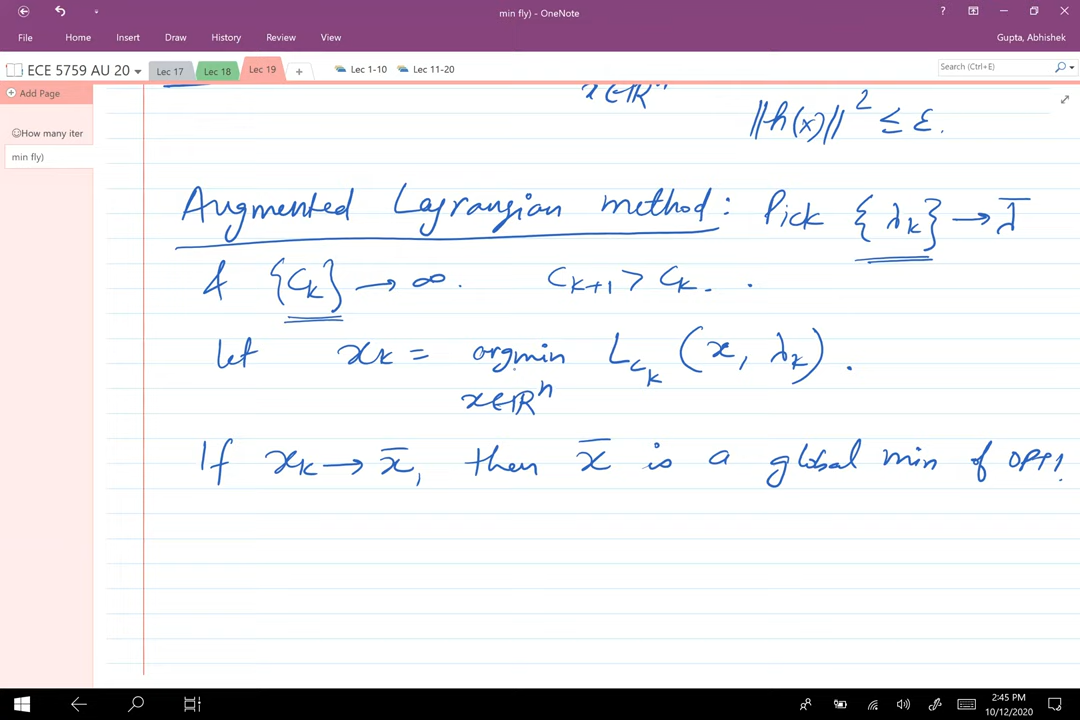 min fly) - OneNote
?
Gupta, Abhishek
File Home Insert Draw History Review View
ECE 5759 AU 20 Lec 17 Lec 18 Lec 19 + Lec 1-10 Lec 11-20
Search (Ctrl+E)
Add Page
How many iter
min fly)
x∈ℝⁿ
||h(x)||² ≤ ε.
Augmented Lagrangian method: Pick {λₖ} → λ̄
& {Cₖ} → ∞. Cₖ₊₁ > Cₖ.
let xₖ = argmin L_{Cₖ} (x, λₖ).
x∈ℝⁿ
If xₖ → x̄, then x̄ is a global min of OPT1.
2:45 PM
10/12/2020